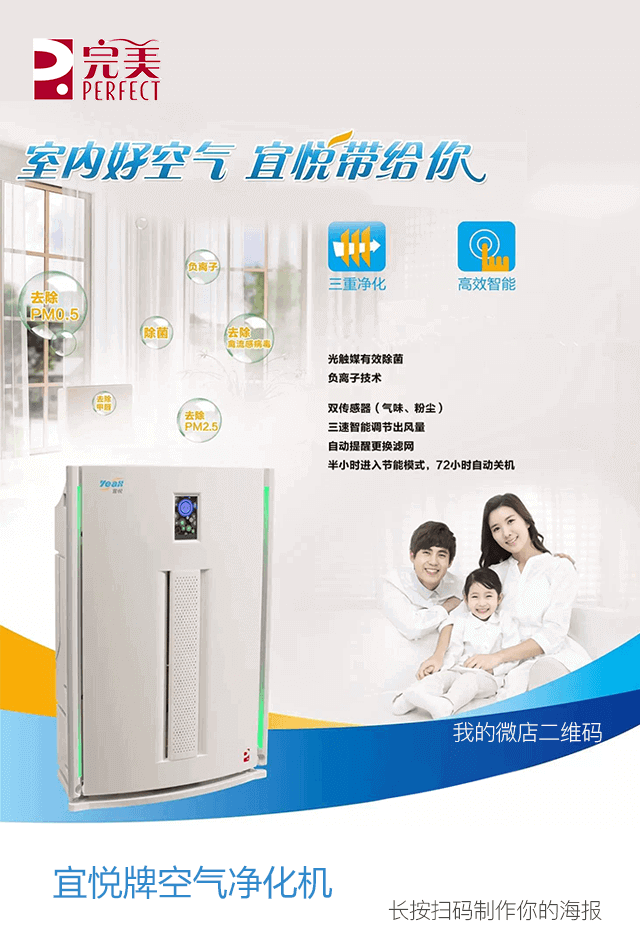 完美
PERFECT
室内好空气 宜悦带给你
三重净化
高效智能
负离子
去除
PM0.5
除菌
去除
禽流感病毒
去除
甲醛
去除
PM2.5
光触媒有效除菌
负离子技术
双传感器（气味、粉尘）
三速智能调节出风量
自动提醒更换滤网
半小时进入节能模式，72小时自动关机
宜悦
我的微店二维码
宜悦牌空气净化机
长按扫码制作你的海报